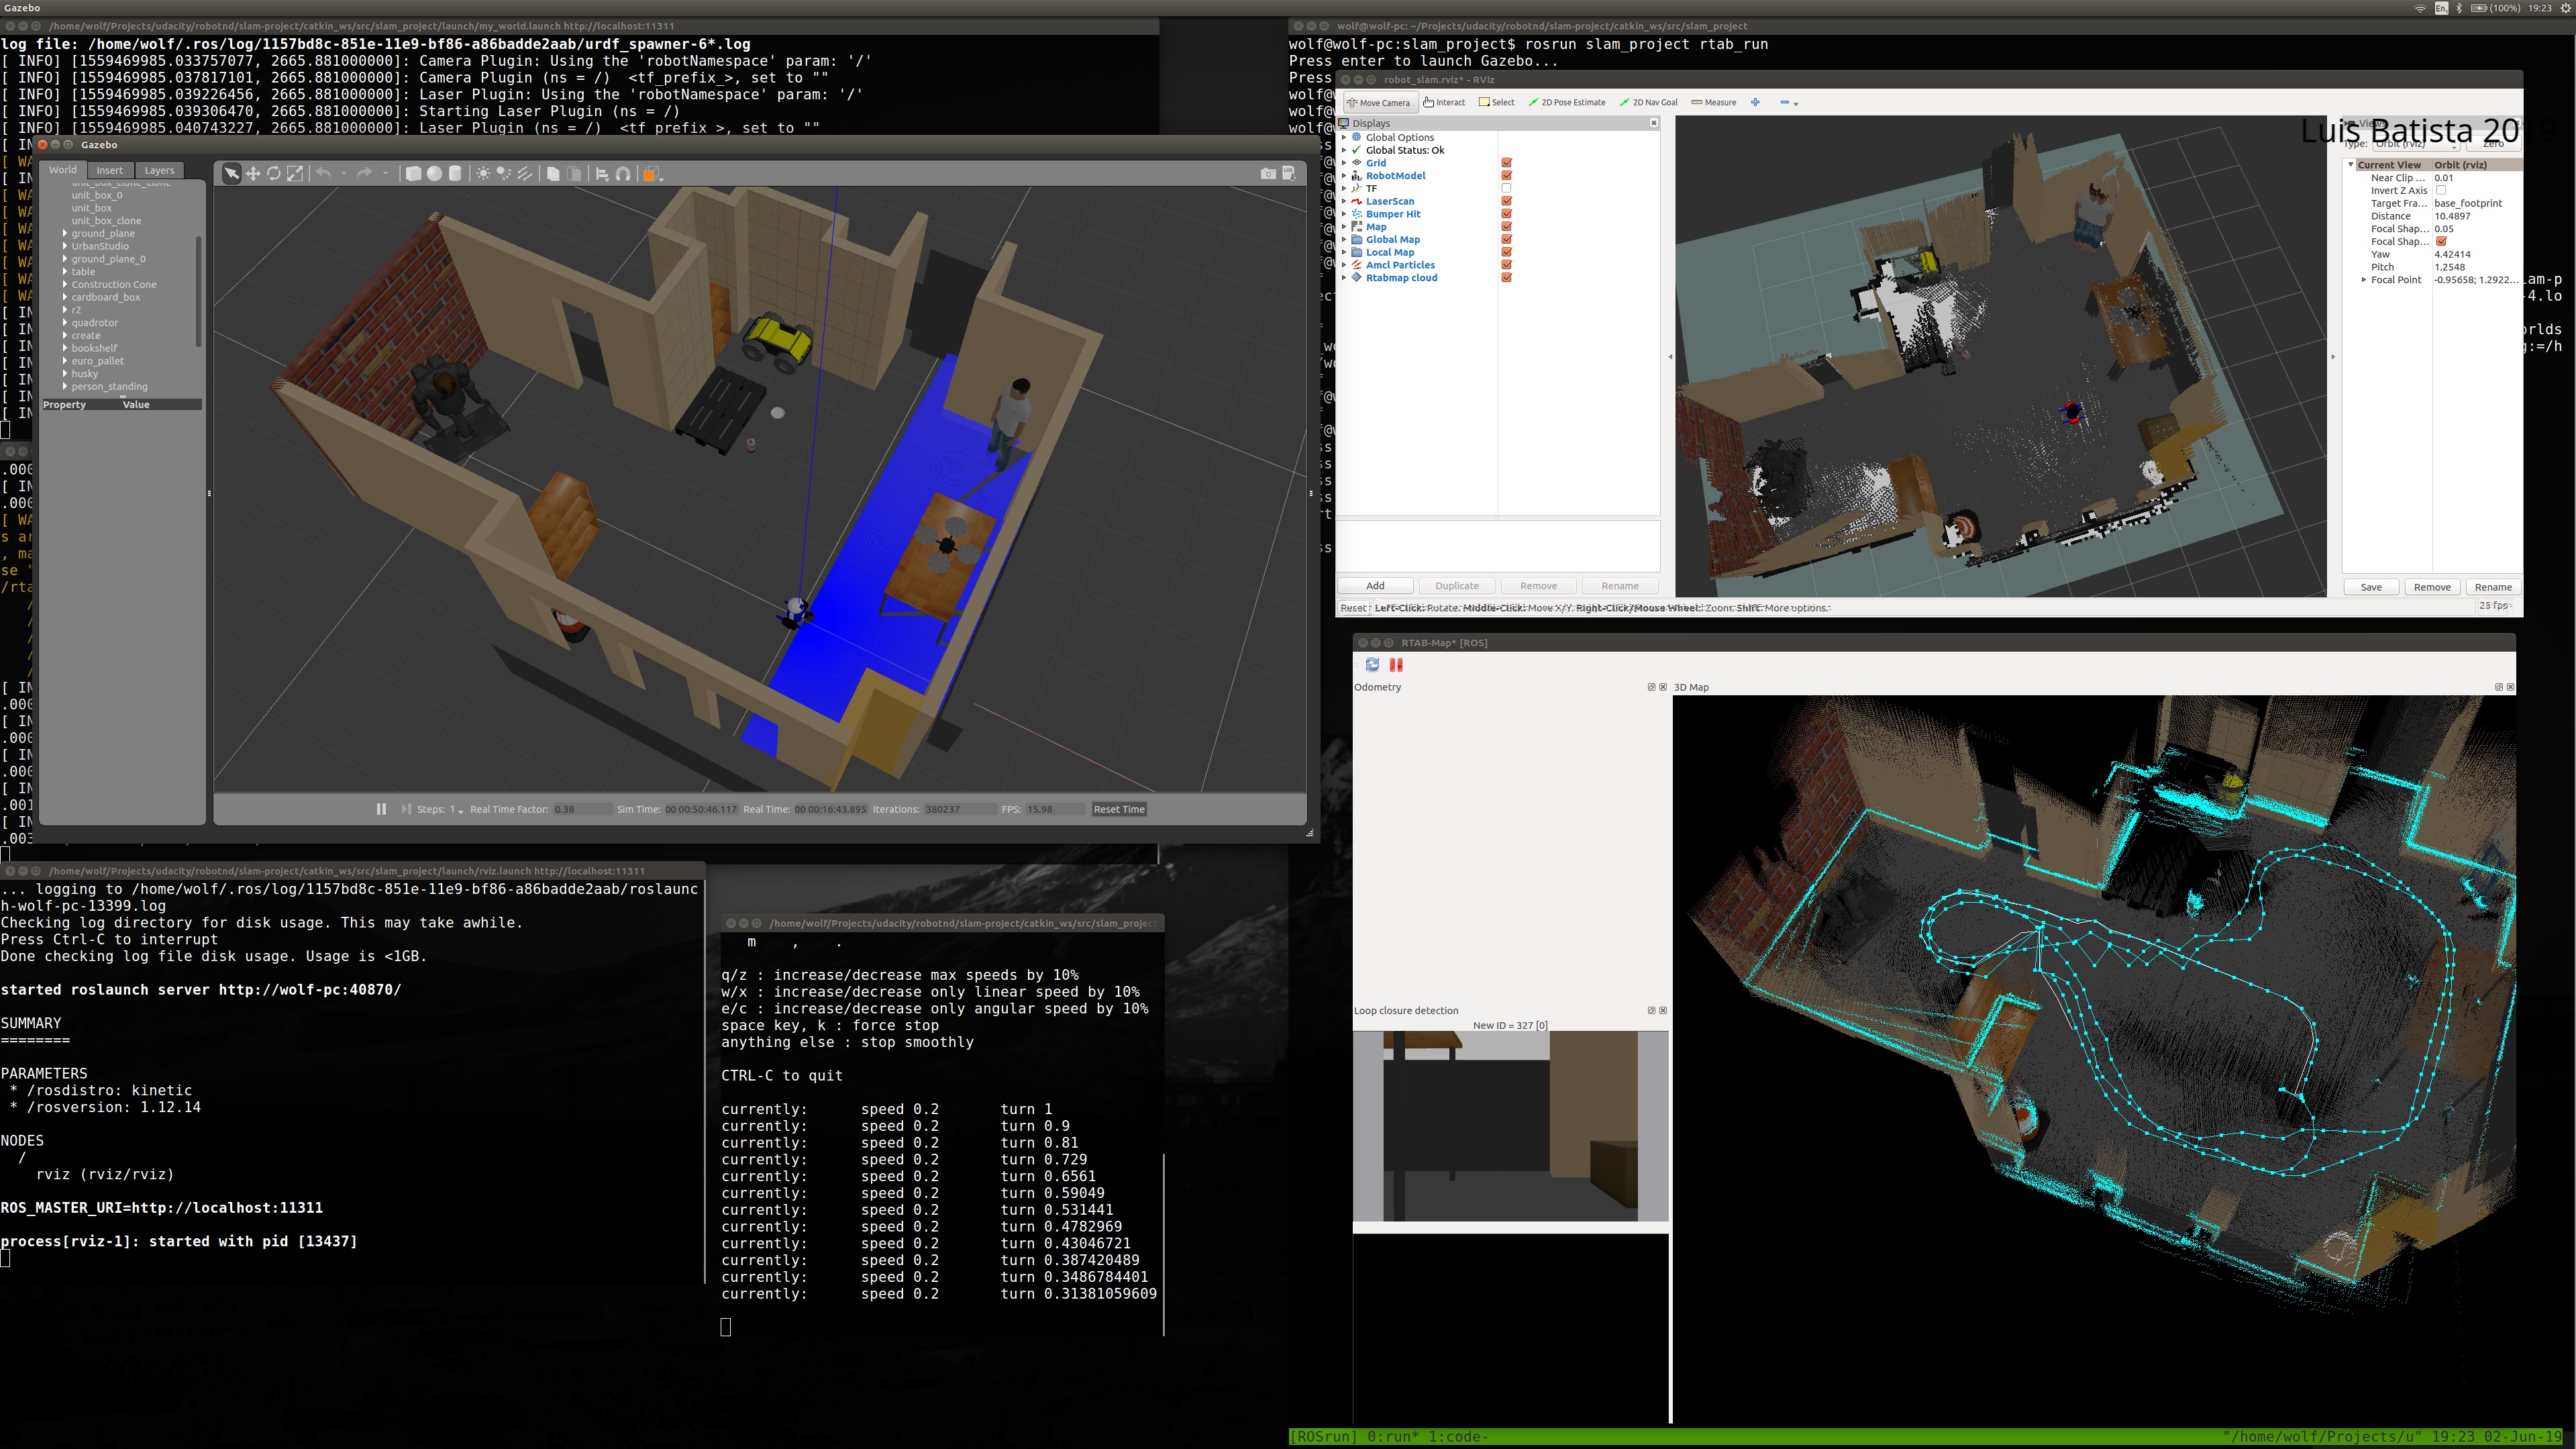 Gazebo
En
(100%)
19:23
/home/wolf/Projects/udacity/robotnd/slam-project/catkin_ws/src/slam_project/launch/my_world.launch http://localhost:11311
log file: /home/wolf/.ros/log/1157bd8c-851e-11e9-bf86-a86badde2aab/urdf_spawner-6*.log
[ INFO] [1559469985.033757077, 2665.881000000]: Camera Plugin: Using the 'robotNamespace' param: '/'
[ INFO] [1559469985.037817101, 2665.881000000]: Camera Plugin (ns = /)  <tf_prefix_>, set to ""
[ INFO] [1559469985.039226456, 2665.881000000]: Laser Plugin: Using the 'robotNamespace' param: '/'
[ INFO] [1559469985.039306470, 2665.881000000]: Starting Laser Plugin (ns = /)
[ INFO] [1559469985.040743227, 2665.881000000]: Laser Plugin (ns = /)  <tf_prefix_>, set to ""
Gazebo
World
Insert
Layers
unit_box_clone_clone
unit_box_0
unit_box
unit_box_clone
ground_plane
UrbanStudio
ground_plane_0
table
Construction Cone
cardboard_box
r2
quadrotor
create
bookshelf
euro_pallet
husky
person_standing
Property Value
Steps: 1
Real Time Factor: 0.38
Sim Time: 00 00:50:46.117
Real Time: 00 00:16:43.895
Iterations: 380237
FPS: 15.98
Reset Time
/home/wolf/Projects/udacity/robotnd/slam-project/catkin_ws/src/slam_project/launch/rviz.launch http://localhost:11311
... logging to /home/wolf/.ros/log/1157bd8c-851e-11e9-bf86-a86badde2aab/roslaunc
h-wolf-pc-13399.log
Checking log directory for disk usage. This may take awhile.
Press Ctrl-C to interrupt
Done checking log file disk usage. Usage is <1GB.
started roslaunch server http://wolf-pc:40870/
SUMMARY
========
PARAMETERS
* /rosdistro: kinetic
* /rosversion: 1.12.14
NODES
/
rviz (rviz/rviz)
ROS_MASTER_URI=http://localhost:11311
process[rviz-1]: started with pid [13437]
/home/wolf/Projects/udacity/robotnd/slam-project/catkin_ws/src/slam_projec
m    ,    .
q/z : increase/decrease max speeds by 10%
w/x : increase/decrease only linear speed by 10%
e/c : increase/decrease only angular speed by 10%
space key, k : force stop
anything else : stop smoothly
CTRL-C to quit
currently: speed 0.2 turn 1
currently: speed 0.2 turn 0.9
currently: speed 0.2 turn 0.81
currently: speed 0.2 turn 0.729
currently: speed 0.2 turn 0.6561
currently: speed 0.2 turn 0.59049
currently: speed 0.2 turn 0.531441
currently: speed 0.2 turn 0.4782969
currently: speed 0.2 turn 0.43046721
currently: speed 0.2 turn 0.387420489
currently: speed 0.2 turn 0.3486784401
currently: speed 0.2 turn 0.31381059609
wolf@wolf-pc: ~/Projects/udacity/robotnd/slam-project/catkin_ws/src/slam_project
wolf@wolf-pc:slam_project$ rosrun slam_project rtab_run
Press enter to launch Gazebo...
Press
robot_slam.rviz* - RViz
Move Camera
Interact
Select
2D Pose Estimate
2D Nav Goal
Measure
Displays
Global Options
Global Status: Ok
Grid
RobotModel
TF
LaserScan
Bumper Hit
Map
Global Map
Local Map
Amcl Particles
Rtabmap cloud
Add
Duplicate
Remove
Rename
Reset
Left-Click: Rotate. Middle-Click: Move X/Y. Right-Click/Mouse Wheel: Zoom. Shift: More options.
25 fps
Luis Batista 2019
Views
Type: Orbit (rviz)
Zero
Current View Orbit (rviz)
Near Clip ... 0.01
Invert Z Axis
Target Fra... base_footprint
Distance 10.4897
Focal Shap... 0.05
Focal Shap...
Yaw 4.42414
Pitch 1.2548
Focal Point -0.95658; 1.2922...
Save
Remove
Rename
RTAB-Map* [ROS]
Odometry
3D Map
Loop closure detection
New ID = 327 [0]
[ROSrun] 0:run* 1:code-
"/home/wolf/Projects/u" 19:23 02-Jun-19